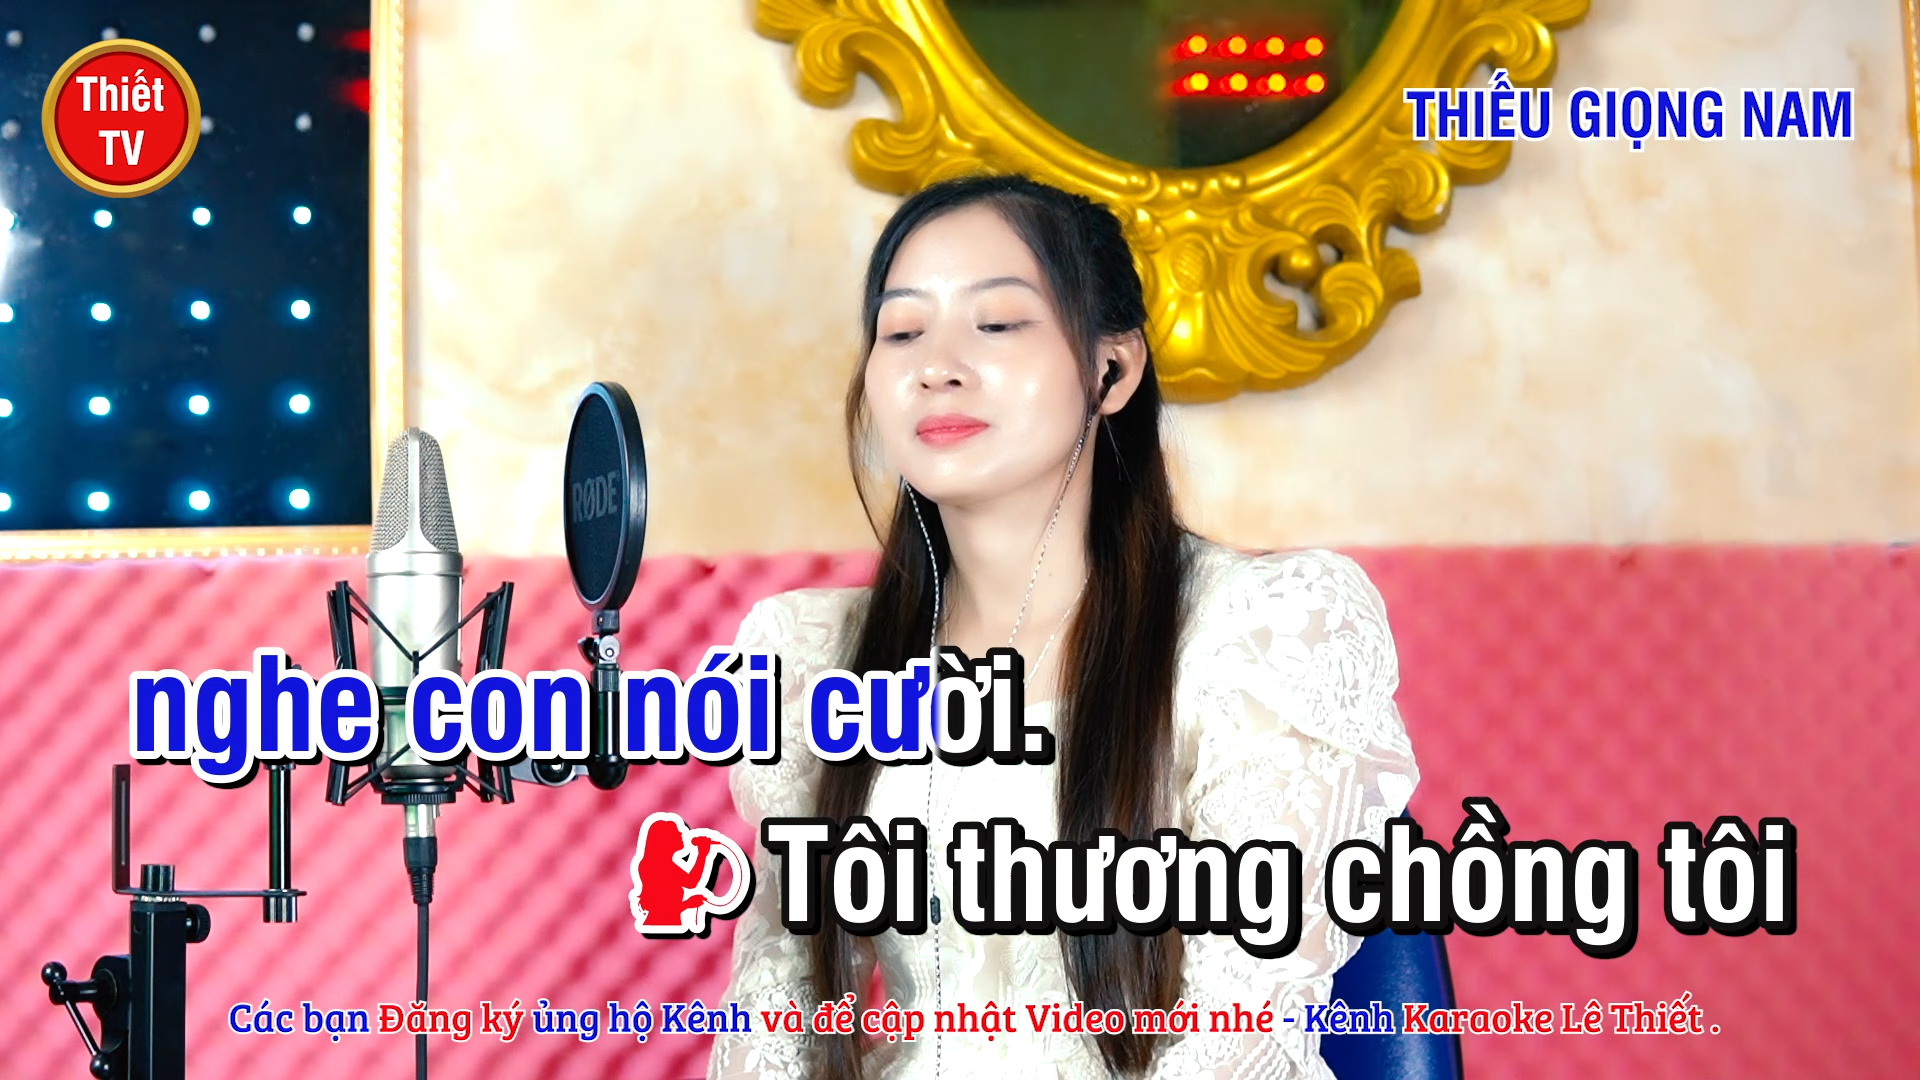 Thiết
TV
THIẾU GIỌNG NAM
RØDE
nghe con nói cười.
Tôi thương chồng tôi
Các bạn Đăng ký ủng hộ Kênh và để cập nhật Video mới nhé - Kênh Karaoke Lê Thiết .